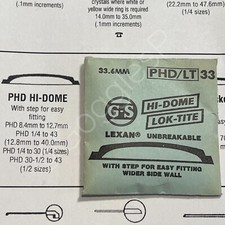 crystals where white or
yellow wide rng is required
14.0mm to 35.0mm
(.1mm increments)
(22.2mm to 47.6mm)
(1/4 sizes)
(.1mm increments)
PHD HI-DOME
With step for easy
fitting
PHD 8.4mm to 12.7mm
PHD 1/4 to 43
(12.8mm to 40.0mm)
PHD 1/4 to 30 (1/4 sizes)
PHD 30-1/2 to 43
(1/2 sizes)
33.6MM
PHD/LT 33
GS
HI-DOME
LOK-TITE
LEXAN® UNBREAKABLE
WITH STEP FOR EASY FITTING
WIDER SIDE WALL